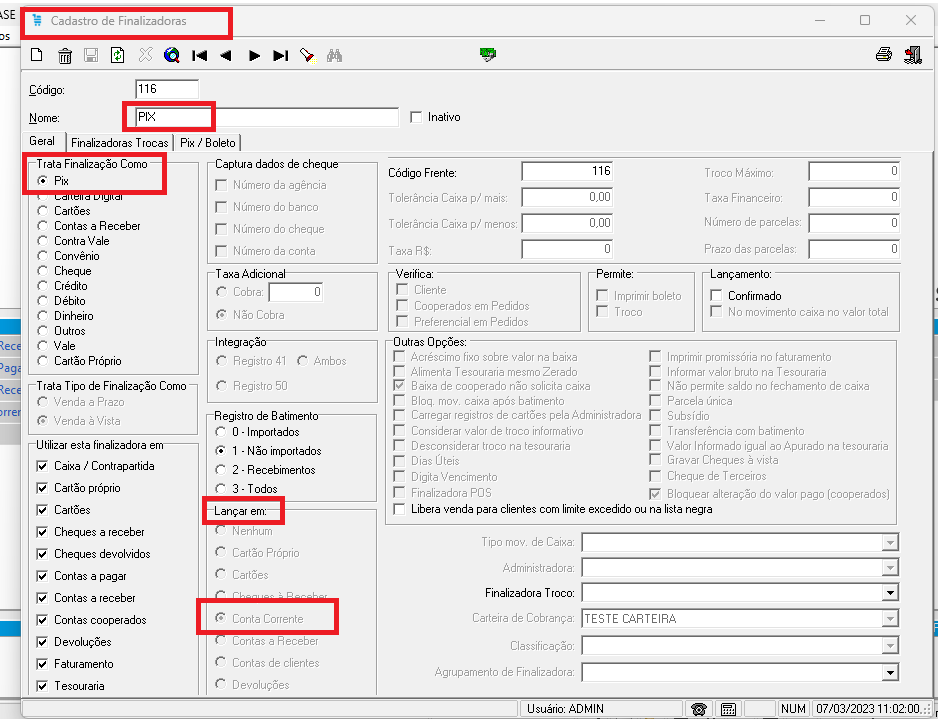 ASE
Cadastro de Finalizadoras
os
Código: 116
Nome: PIX Inativo
Geral Finalizadoras Trocas Pix / Boleto
Trata Finalização Como
Pix
Carteira Digital
Cartões
Contas a Receber
Contra Vale
Convênio
Cheque
Crédito
Débito
Dinheiro
Outros
Vale
Cartão Próprio
Trata Tipo de Finalização Como
Venda a Prazo
Venda à Vista
Utilizar esta finalizadora em
Caixa / Contrapartida
Cartão próprio
Cartões
Cheques a receber
Cheques devolvidos
Contas a pagar
Contas a receber
Contas cooperados
Devoluções
Faturamento
Tesouraria
Captura dados de cheque
Número da agência
Número do banco
Número do cheque
Número da conta
Taxa Adicional
Cobra: 0
Não Cobra
Integração
Registro 41 Ambos
Registro 50
Registro de Batimento
0 - Importados
1 - Não importados
2 - Recebimentos
3 - Todos
Lançar em:
Nenhum
Cartão Próprio
Cartões
Cheques à Receber
Conta Corrente
Contas a Receber
Contas de clientes
Devoluções
Código Frente: 116
Tolerância Caixa p/ mais: 0,00
Tolerância Caixa p/ menos: 0,00
Taxa R$: 0
Troco Máximo: 0
Taxa Financeiro: 0
Número de parcelas: 0
Prazo das parcelas: 0
Verifica:
Cliente
Cooperados em Pedidos
Preferencial em Pedidos
Permite:
Imprimir boleto
Troco
Lançamento:
Confirmado
No movimento caixa no valor total
Outras Opções:
Acréscimo fixo sobre valor na baixa
Alimenta Tesouraria mesmo Zerado
Baixa de cooperado não solicita caixa
Bloq. mov. caixa após batimento
Carregar registros de cartões pela Administradora
Considerar valor de troco informativo
Desconsiderar troco na tesouraria
Dias Úteis
Digita Vencimento
Finalizadora POS
Libera venda para clientes com limite excedido ou na lista negra
Imprimir promissória no faturamento
Informar valor bruto na Tesouraria
Não permite saldo no fechamento de caixa
Parcela única
Subsídio
Transferência com batimento
Valor Informado igual ao Apurado na tesouraria
Gravar Cheques à vista
Cheque de Terceiros
Bloquear alteração do valor pago (cooperados)
Tipo mov. de Caixa:
Administradora:
Finalizadora Troco:
Carteira de Cobrança: TESTE CARTEIRA
Classificação:
Agrupamento de Finalizadora:
Rece
Paga
Rece
orrer
Usuário: ADMIN NUM 07/03/2023 11:02:00